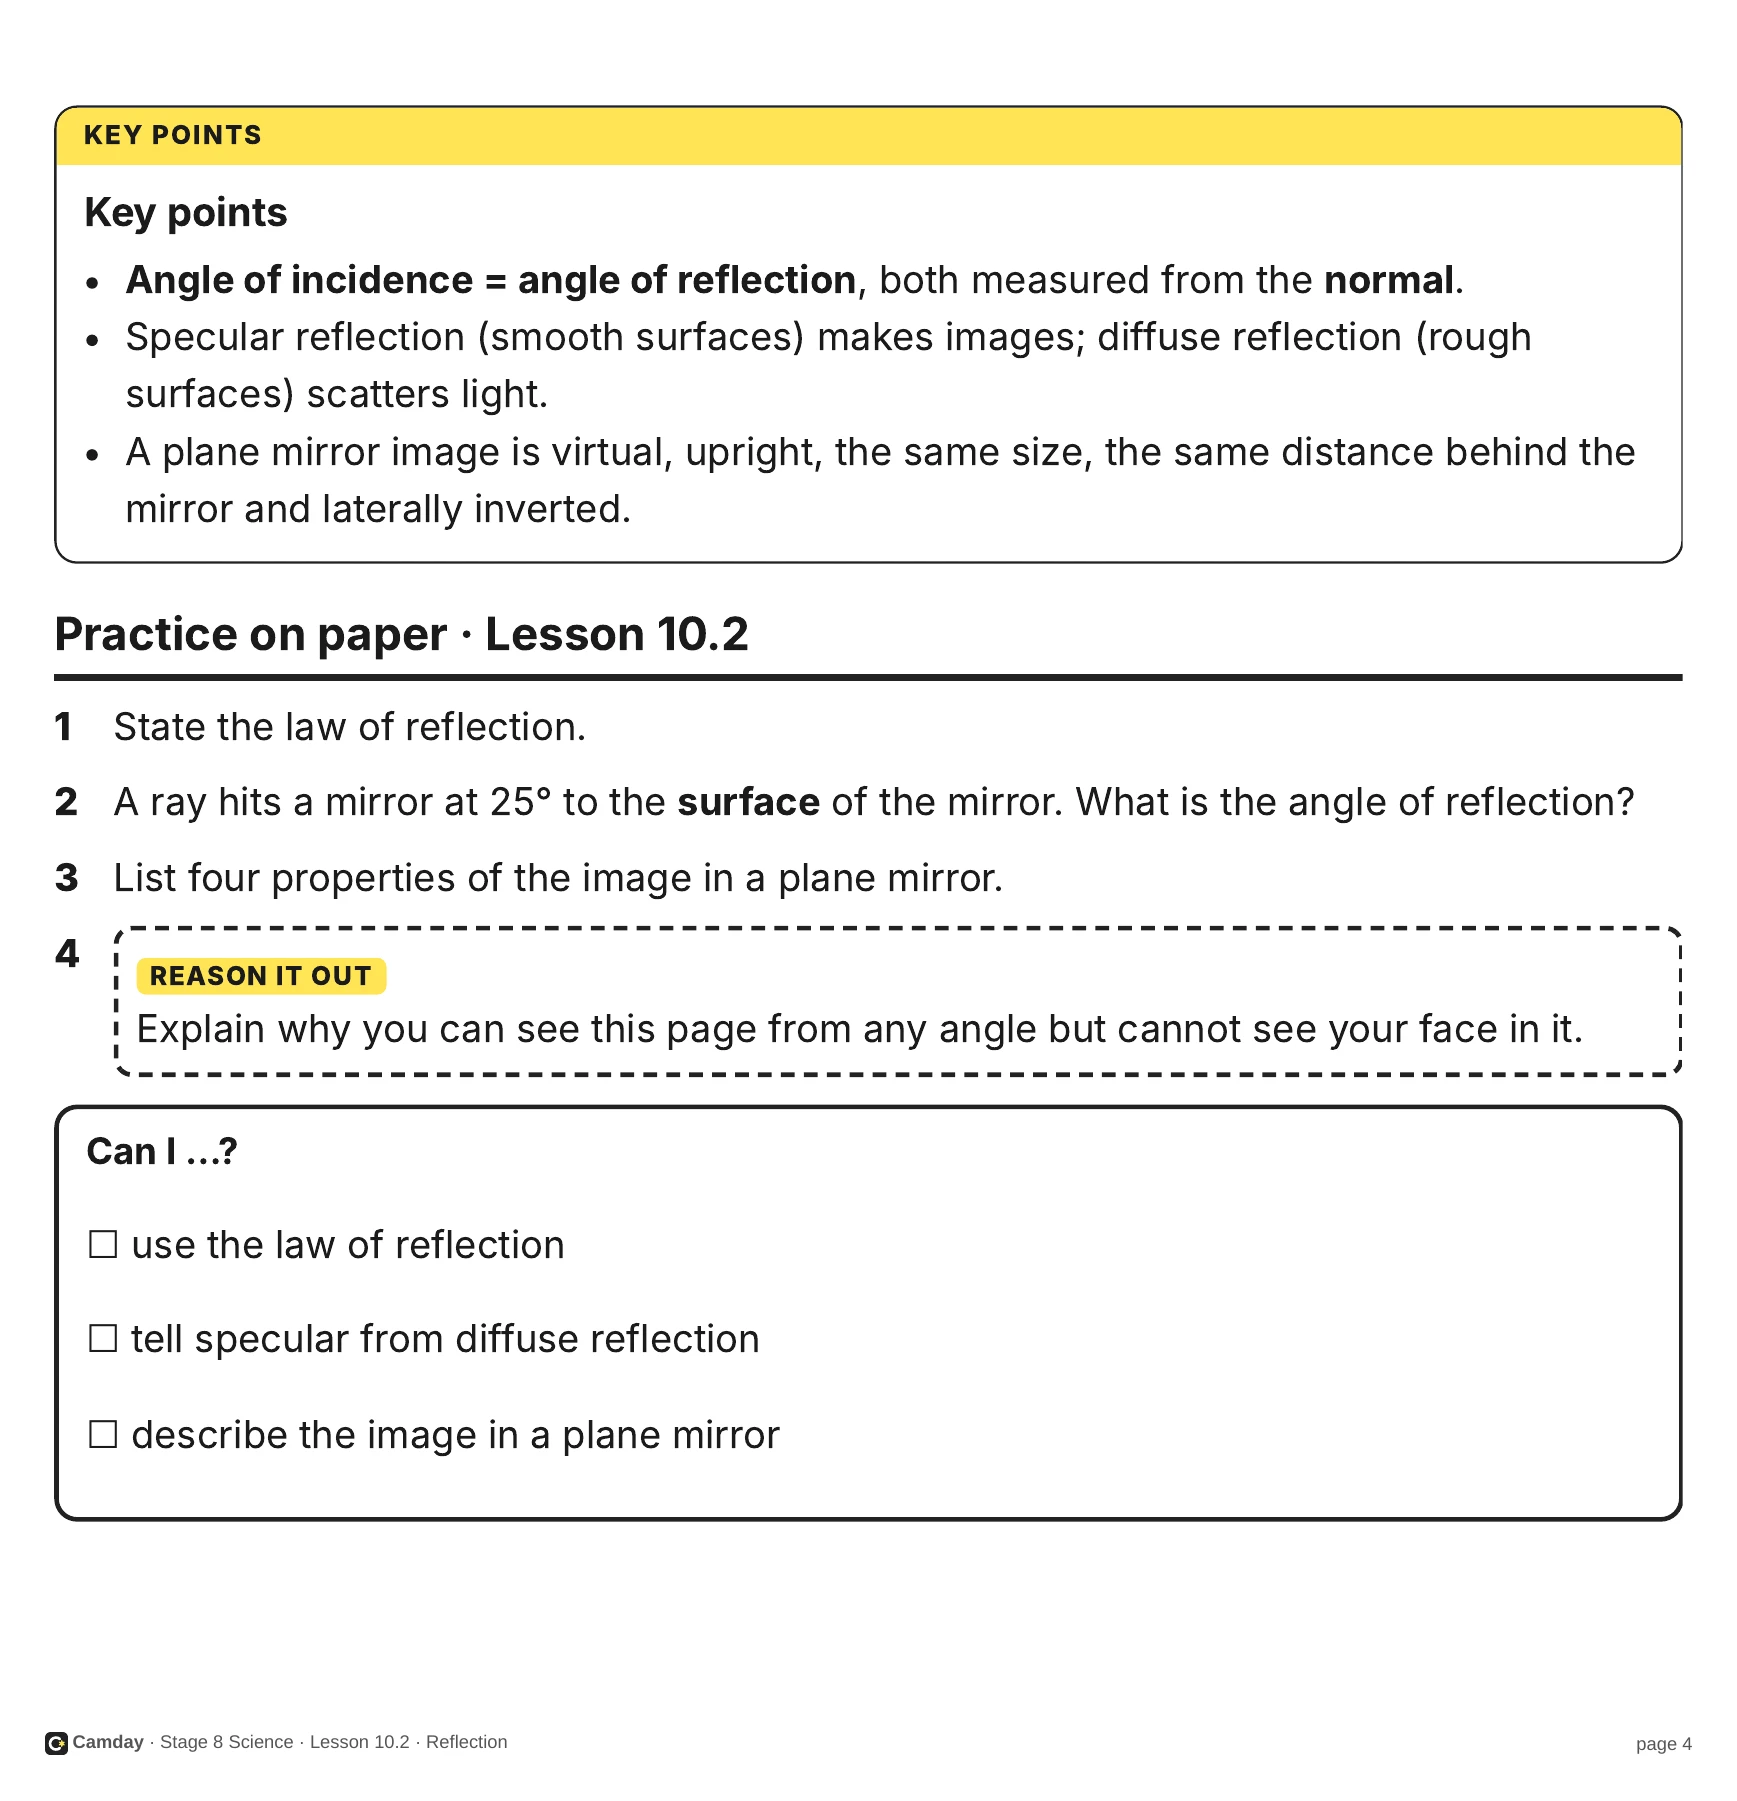 KEY POINTS
Key points
• Angle of incidence = angle of reflection, both measured from the normal.
• Specular reflection (smooth surfaces) makes images; diffuse reflection (rough
surfaces) scatters light.
• A plane mirror image is virtual, upright, the same size, the same distance behind the
mirror and laterally inverted.
Practice on paper · Lesson 10.2
1 State the law of reflection.
2 A ray hits a mirror at 25° to the surface of the mirror. What is the angle of reflection?
3 List four properties of the image in a plane mirror.
4
REASON IT OUT
Explain why you can see this page from any angle but cannot see your face in it.
Can I …?
☐ use the law of reflection
☐ tell specular from diffuse reflection
☐ describe the image in a plane mirror
Camday · Stage 8 Science · Lesson 10.2 · Reflection
page 4